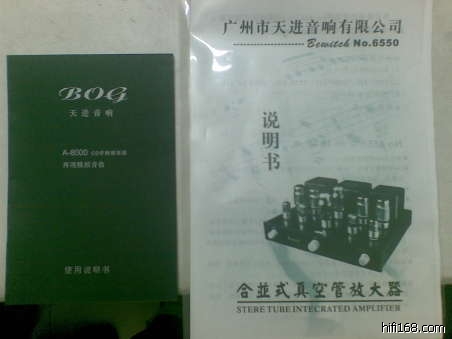 BOG
天进音响
A-8000
使用说明书
广州市天进音响有限公司
Bewitch No.6550
说明书
合並式真空管放大器
STERE TUBE INTECRATED AMPLIFIER
hifi168.com